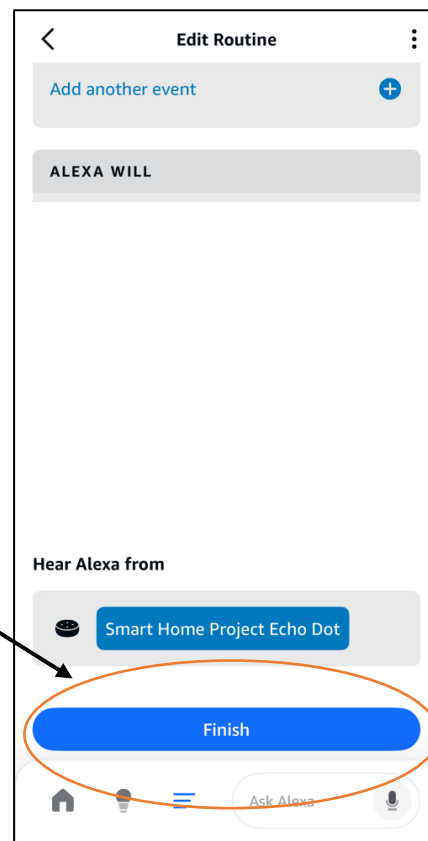 Edit Routine
Add another event
ALEXA WILL
Hear Alexa from
Smart Home Project Echo Dot
Finish
Ask Alexa